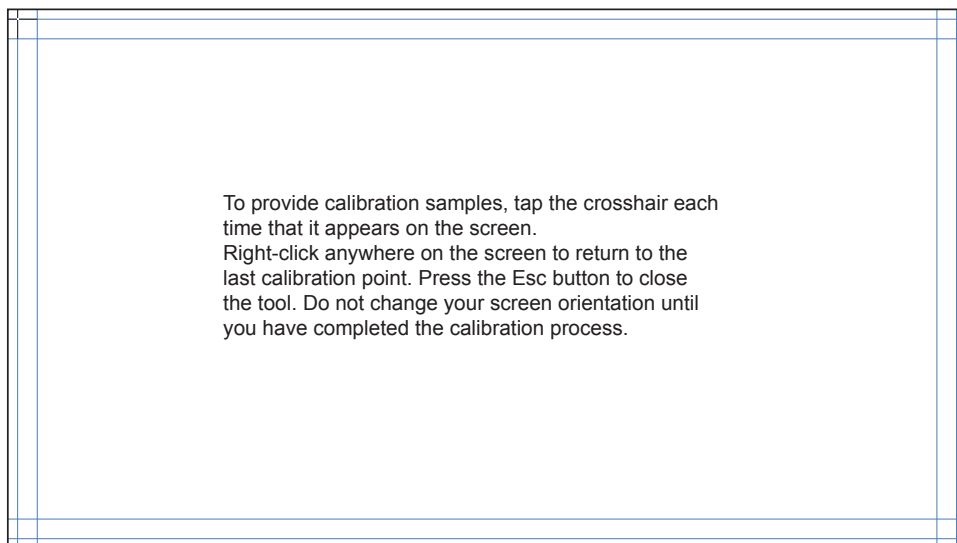 To provide calibration samples, tap the crosshair each
time that it appears on the screen.
Right-click anywhere on the screen to return to the
last calibration point. Press the Esc button to close
the tool. Do not change your screen orientation until
you have completed the calibration process.